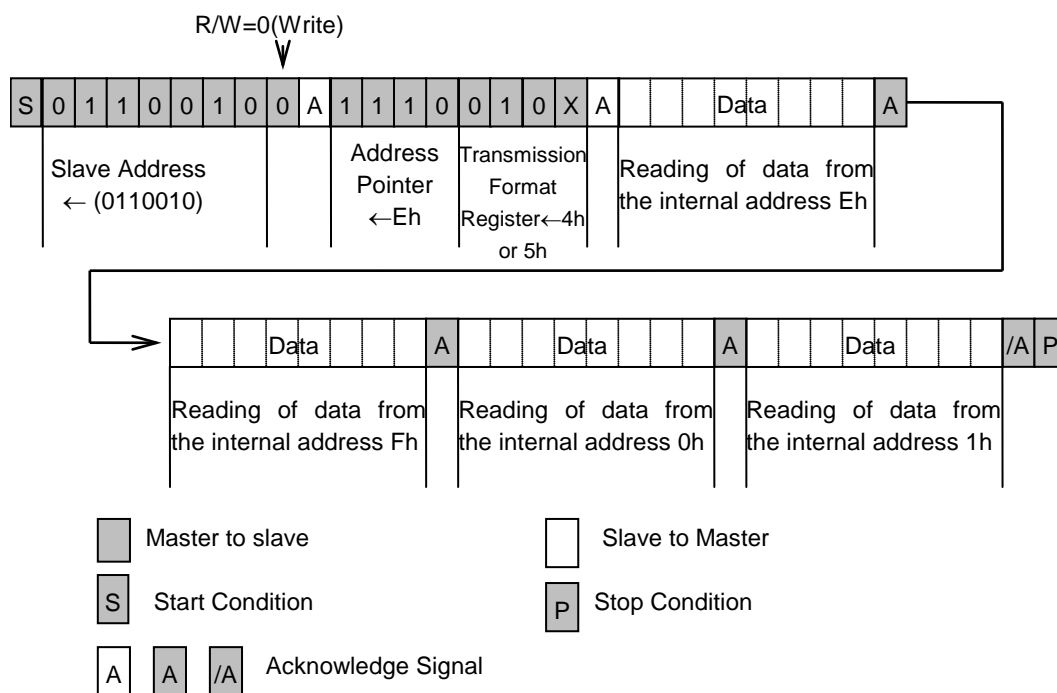 R/W=0(Write)
S 0 1 1 0 0 1 0 0 A 1 1 1 0 0 1 0 X A Data A
Slave Address
← (0110010)
Address
Pointer
←Eh
Transmission
Format
Register←4h
or 5h
Reading of data from
the internal address Eh
Data A Data A Data /A P
Reading of data from
the internal address Fh
Reading of data from
the internal address 0h
Reading of data from
the internal address 1h
Master to slave
Slave to Master
S Start Condition
P Stop Condition
A A /A Acknowledge Signal